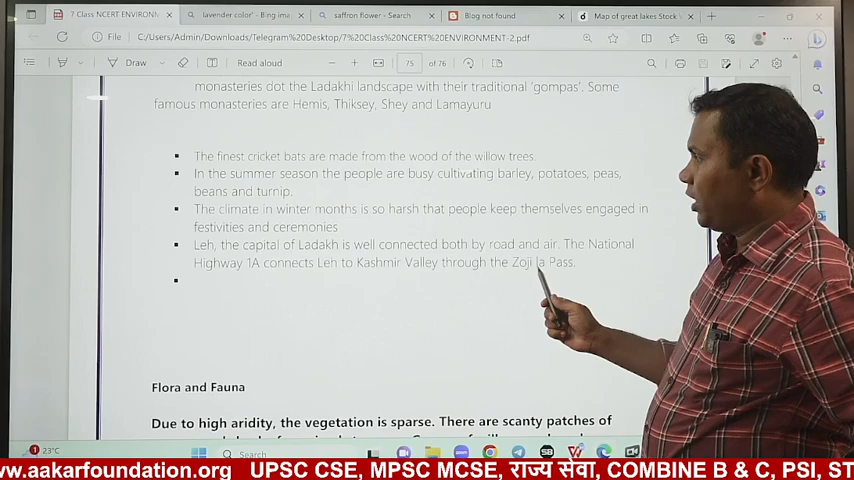 7 Class NCERT ENVIRONM
lavender color' - Bing ima
saffron flower - Search
Blog not found
Map of great lakes Stock V
File
C:/Users/Admin/Downloads/Telegram%20Desktop/7%20Class%20NCERT%20ENVIRONMENT-2.pdf
Draw
Read aloud
75 of 76
monasteries dot the Ladakhi landscape with their traditional 'gompas'. Some
famous monasteries are Hemis, Thiksey, Shey and Lamayuru
The finest cricket bats are made from the wood of the willow trees.
In the summer season the people are busy cultivating barley, potatoes, peas,
beans and turnip.
The climate in winter months is so harsh that people keep themselves engaged in
festivities and ceremonies
Leh, the capital of Ladakh is well connected both by road and air. The National
Highway 1A connects Leh to Kashmir Valley through the Zoji la Pass.
Flora and Fauna
Due to high aridity, the vegetation is sparse. There are scanty patches of
1
23°C
Search
ww.aakarfoundation.org UPSC CSE, MPSC MCSE, राज्य सेवा, COMBINE B & C, PSI, ST